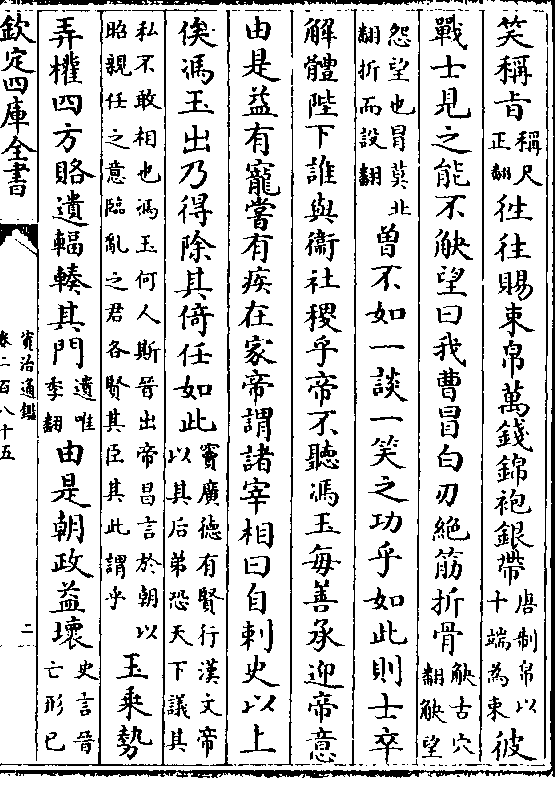 笑稱旨稱尺正翻徃徃賜束帛萬錢錦袍銀帶唐制帛以十端為束彼
戰士見之能不觖望曰我曹冒白刃絶筋折骨觖古穴翻觖望
怨望也冒莫北翻折而設翻曽不如一談一笑之功乎如此則士卒
解體陛下誰與衞社稷乎帝不聽馮玉毎善承迎帝意
由是益有寵嘗有疾在家帝謂諸宰相曰自刺史以上
俟馮玉出乃得除其倚任如此竇廣德有賢行漢文帝以其后弟恐天下議其
私不敢相也馮玉何人斯晉出帝昌言於朝以昭親任之意臨亂之君各賢其臣其此謂乎玉乘勢
弄權四方賂遺輻輳其門遺唯季翻由是朝政益壞史言晉亡形已
欽定四庫全書
資治通鑑
卷二百八十五
二